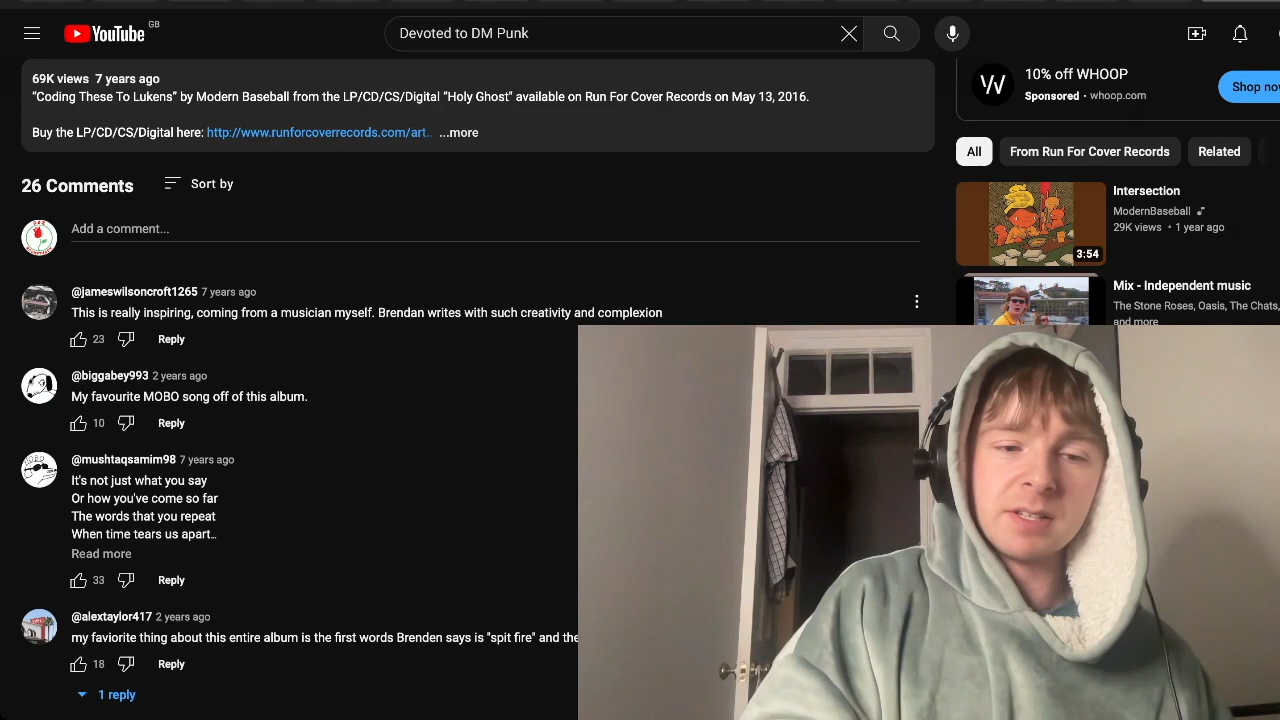 YouTube GB
Devoted to DM Punk
69K views 7 years ago
“Coding These To Lukens” by Modern Baseball from the LP/CD/CS/Digital "Holy Ghost" available on Run For Cover Records on May 13, 2016.
Buy the LP/CD/CS/Digital here: http://www.runforcoverrecords.com/art... ...more
26 Comments
Sort by
Add a comment...
@jameswilsoncroft1265 7 years ago
This is really inspiring, coming from a musician myself. Brendan writes with such creativity and complexion
23 Reply
@biggabey993 2 years ago
My favourite MOBO song off of this album.
10 Reply
@mushtaqsamim98 7 years ago
It's not just what you say
Or how you've come so far
The words that you repeat
When time tears us apart...
Read more
33 Reply
@alextaylor417 2 years ago
my faviorite thing about this entire album is the first words Brenden says is "spit fire" and the
18 Reply
1 reply
W
10% off WHOOP
Sponsored · whoop.com
Shop now
All
From Run For Cover Records
Related
Intersection
ModernBaseball
29K views • 1 year ago
3:54
Mix - Independent music
The Stone Roses, Oasis, The Chats,
and more